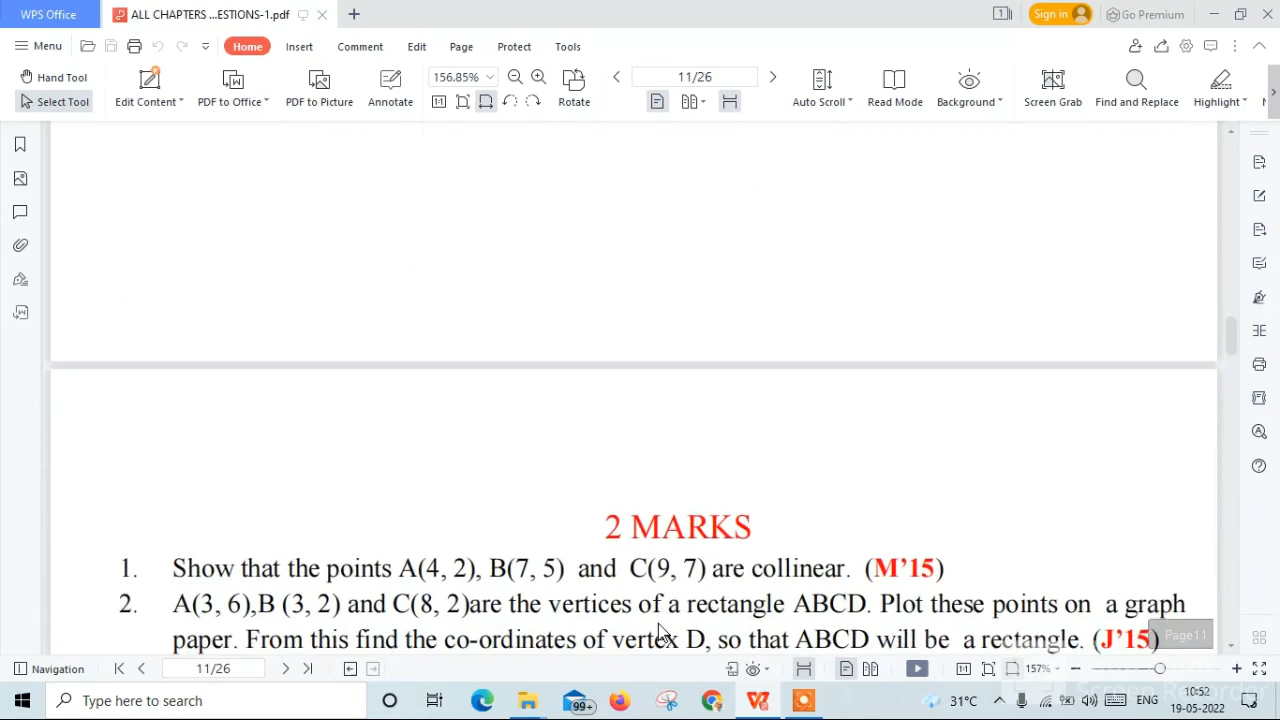 WPS Office
ALL CHAPTERS ...ESTIONS-1.pdf
Sign in
Go Premium
Menu
Home
Insert
Comment
Edit
Page
Protect
Tools
Hand Tool
Select Tool
Edit Content
PDF to Office
PDF to Picture
Annotate
156.85%
Rotate
11/26
Auto Scroll
Read Mode
Background
Screen Grab
Find and Replace
Highlight
2 MARKS
1. Show that the points A(4, 2), B(7, 5) and C(9, 7) are collinear. (M’15)
2. A(3, 6),B (3, 2) and C(8, 2)are the vertices of a rectangle ABCD. Plot these points on a graph
paper. From this find the co-ordinates of vertex D, so that ABCD will be a rectangle. (J’15)
Page11
Navigation
11/26
157%
Type here to search
99+
31°C
ENG
10:52
19-05-2022